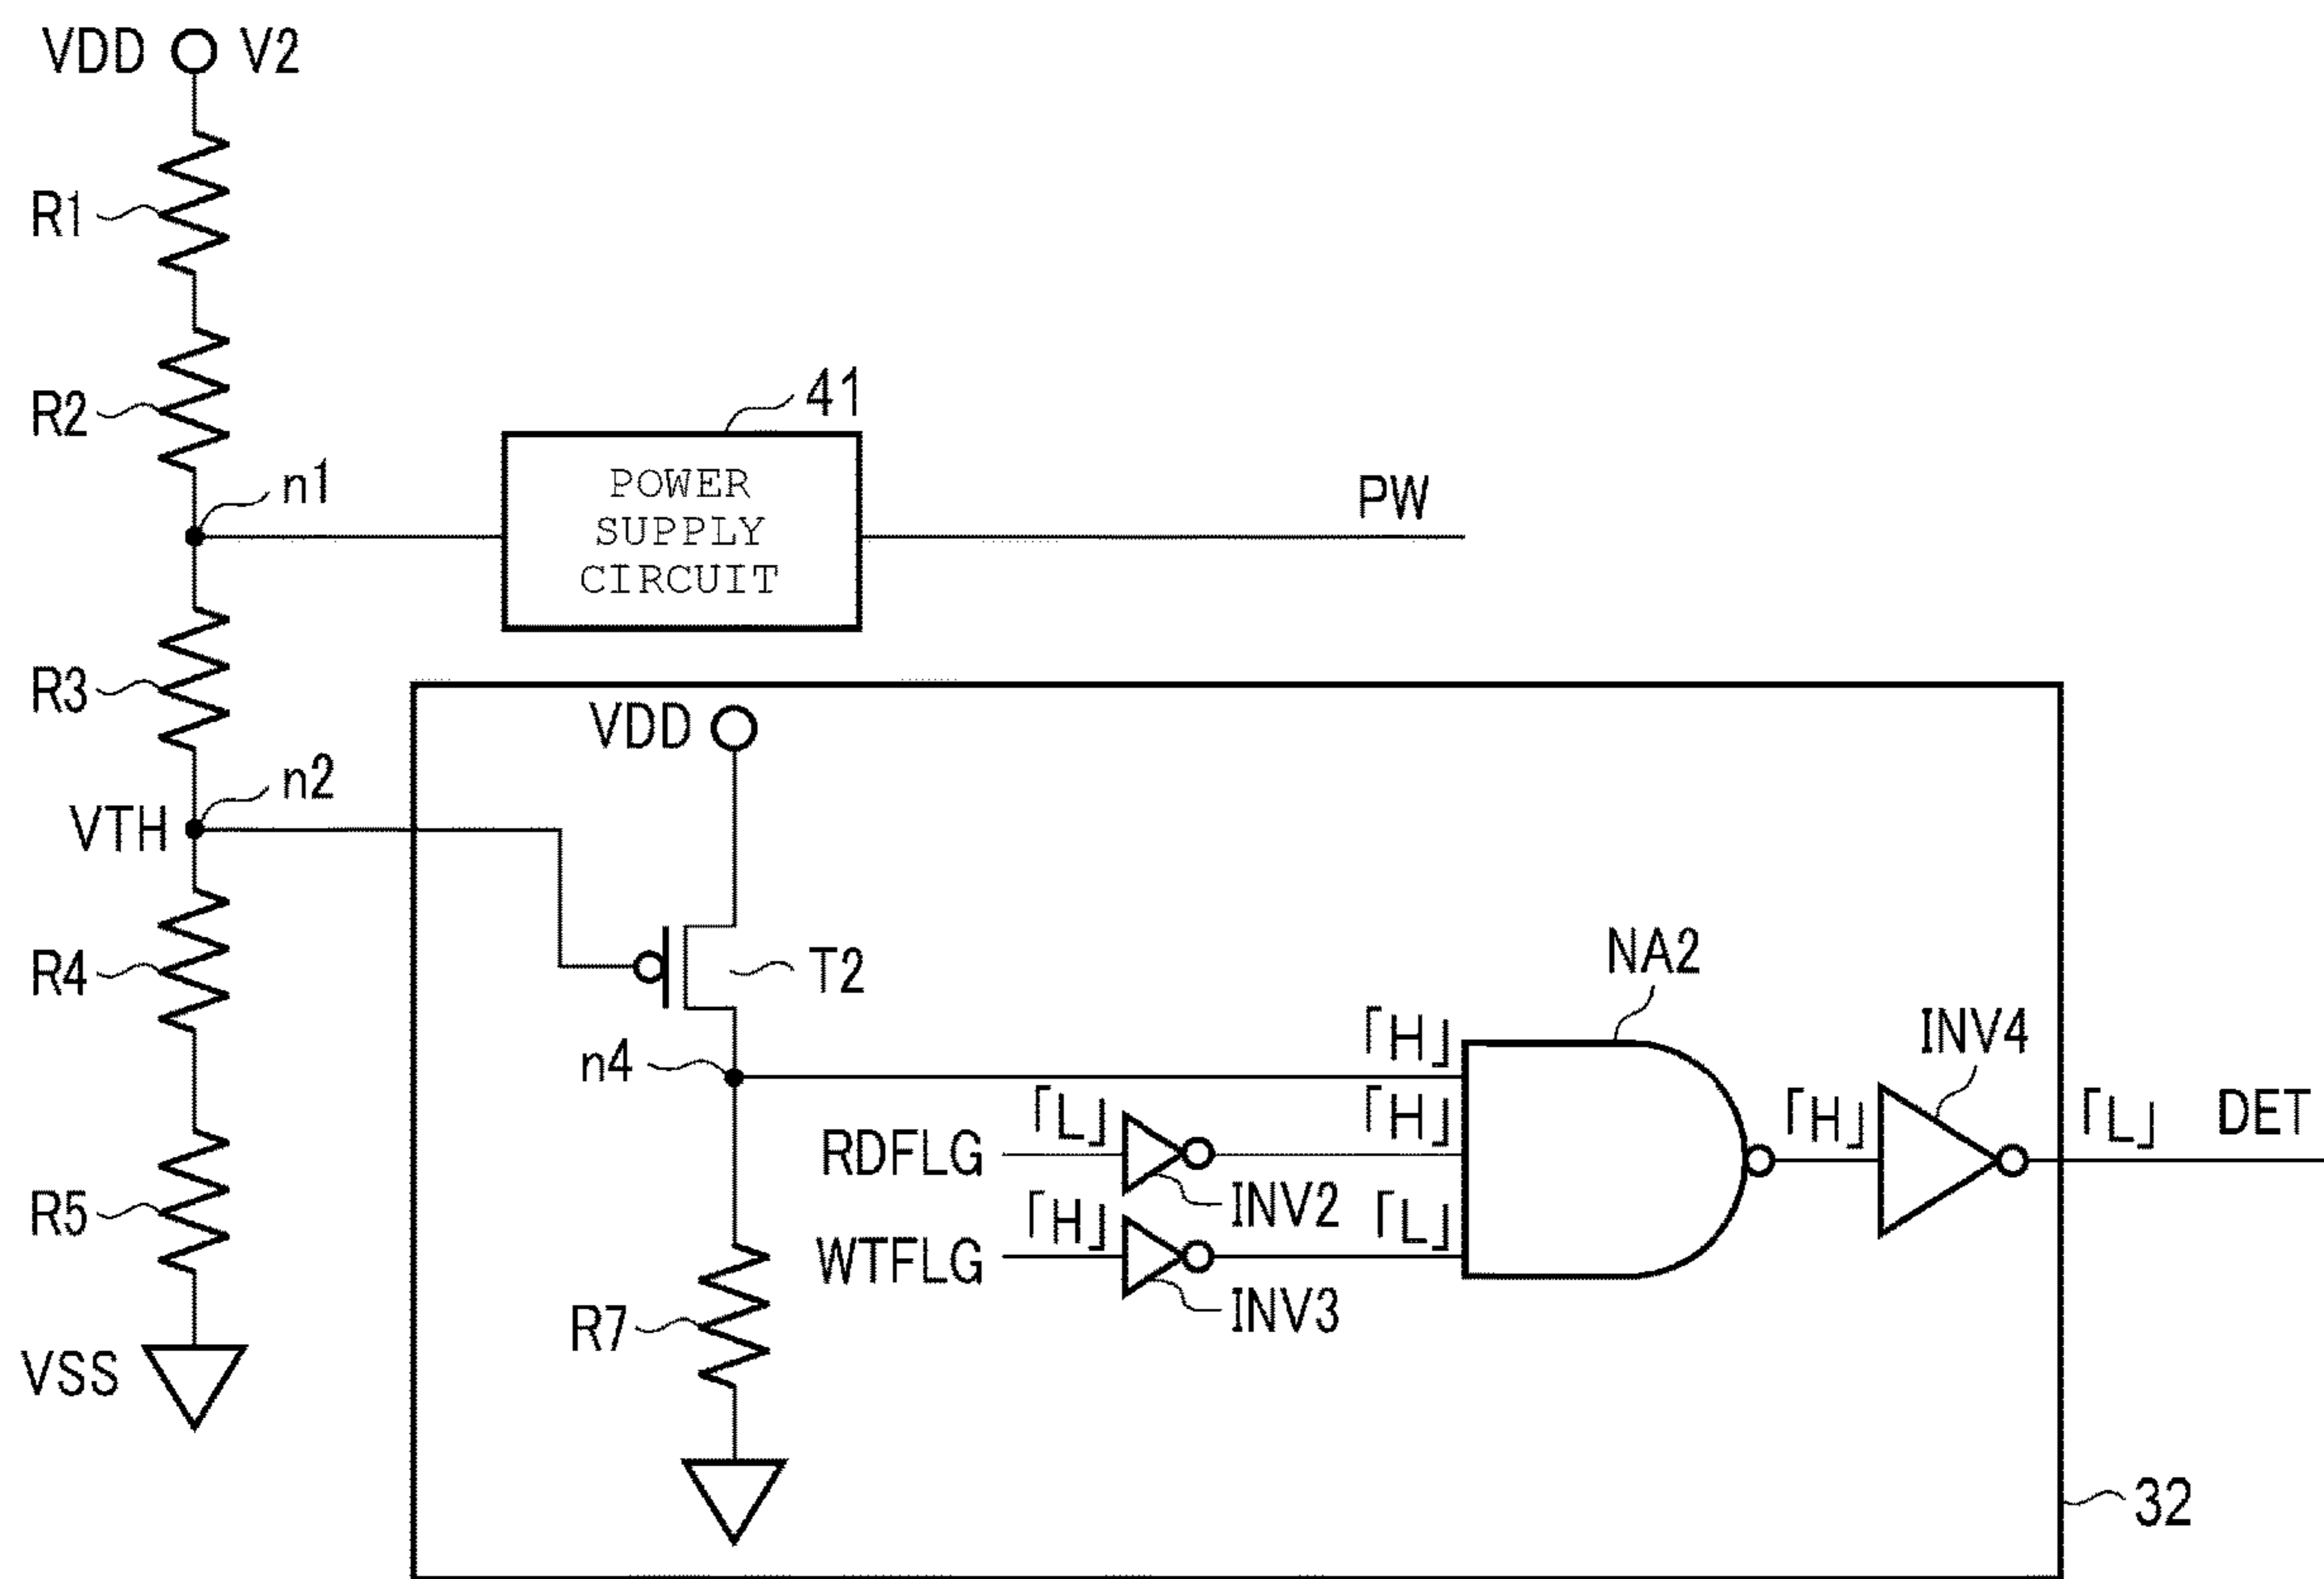 VDD V2
R1
R2
41
n1
POWER
SUPPLY
CIRCUIT
PW
R3
VDD
n2
VTH
T2
NA2
R4
「H」
INV4
n4
「L」
「H」
「H」
「L」
DET
RDFLG
INV2
R5
「H」
「L」
WTFLG
INV3
R7
VSS
32